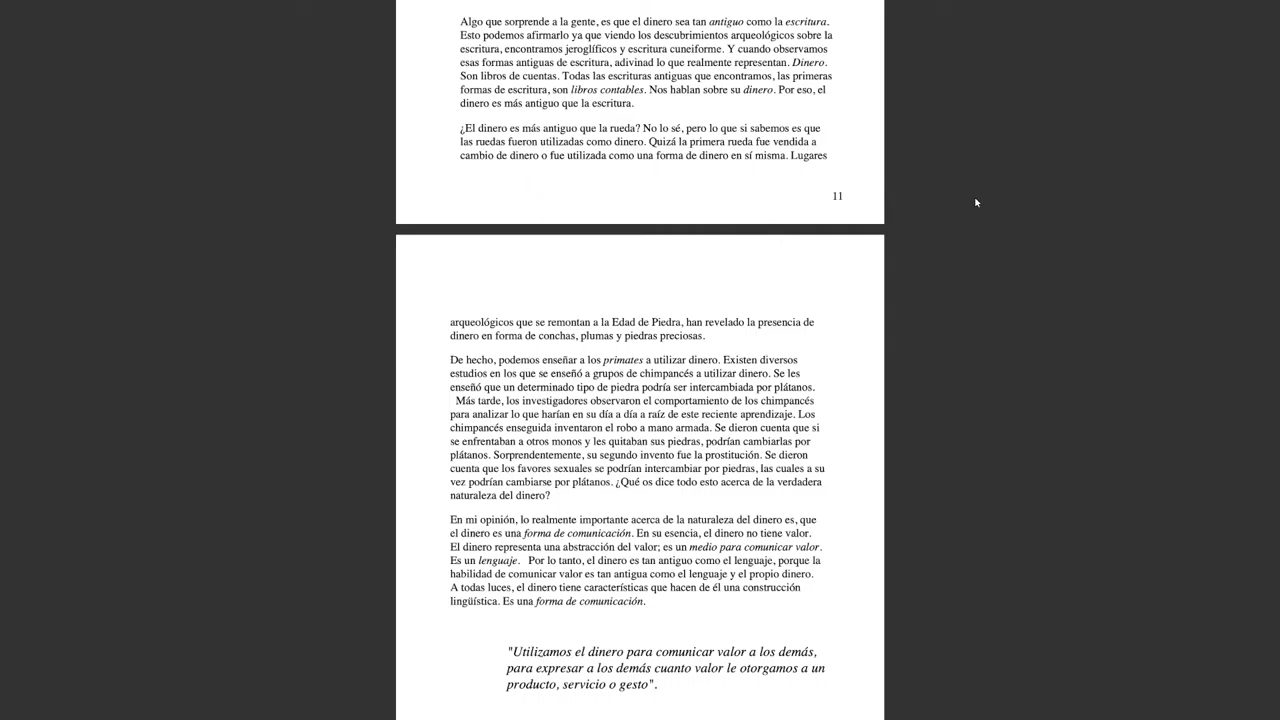 Algo que sorprende a la gente, es que el dinero sea tan antiguo como la escritura.
Esto podemos afirmarlo ya que viendo los descubrimientos arqueológicos sobre la
escritura, encontramos jeroglíficos y escritura cuneiforme. Y cuando observamos
esas formas antiguas de escritura, adivinad lo que realmente representan. Dinero.
Son libros de cuentas. Todas las escrituras antiguas que encontramos, las primeras
formas de escritura, son libros contables. Nos hablan sobre su dinero. Por eso, el
dinero es más antiguo que la escritura.
¿El dinero es más antiguo que la rueda? No lo sé, pero lo que si sabemos es que
las ruedas fueron utilizadas como dinero. Quizá la primera rueda fue vendida a
cambio de dinero o fue utilizada como una forma de dinero en sí misma. Lugares
11
arqueológicos que se remontan a la Edad de Piedra, han revelado la presencia de
dinero en forma de conchas, plumas y piedras preciosas.
De hecho, podemos enseñar a los primates a utilizar dinero. Existen diversos
estudios en los que se enseñó a grupos de chimpancés a utilizar dinero. Se les
enseñó que un determinado tipo de piedra podría ser intercambiada por plátanos.
Más tarde, los investigadores observaron el comportamiento de los chimpancés
para analizar lo que harían en su día a día a raíz de este reciente aprendizaje. Los
chimpancés enseguida inventaron el robo a mano armada. Se dieron cuenta que si
se enfrentaban a otros monos y les quitaban sus piedras, podrían cambiarlas por
plátanos. Sorprendentemente, su segundo invento fue la prostitución. Se dieron
cuenta que los favores sexuales se podrían intercambiar por piedras, las cuales a su
vez podrían cambiarse por plátanos. ¿Qué os dice todo esto acerca de la verdadera
naturaleza del dinero?
En mi opinión, lo realmente importante acerca de la naturaleza del dinero es, que
el dinero es una forma de comunicación. En su esencia, el dinero no tiene valor.
El dinero representa una abstracción del valor; es un medio para comunicar valor.
Es un lenguaje. Por lo tanto, el dinero es tan antiguo como el lenguaje, porque la
habilidad de comunicar valor es tan antigua como el lenguaje y el propio dinero.
A todas luces, el dinero tiene características que hacen de él una construcción
lingüística. Es una forma de comunicación.
"Utilizamos el dinero para comunicar valor a los demás,
para expresar a los demás cuanto valor le otorgamos a un
producto, servicio o gesto".